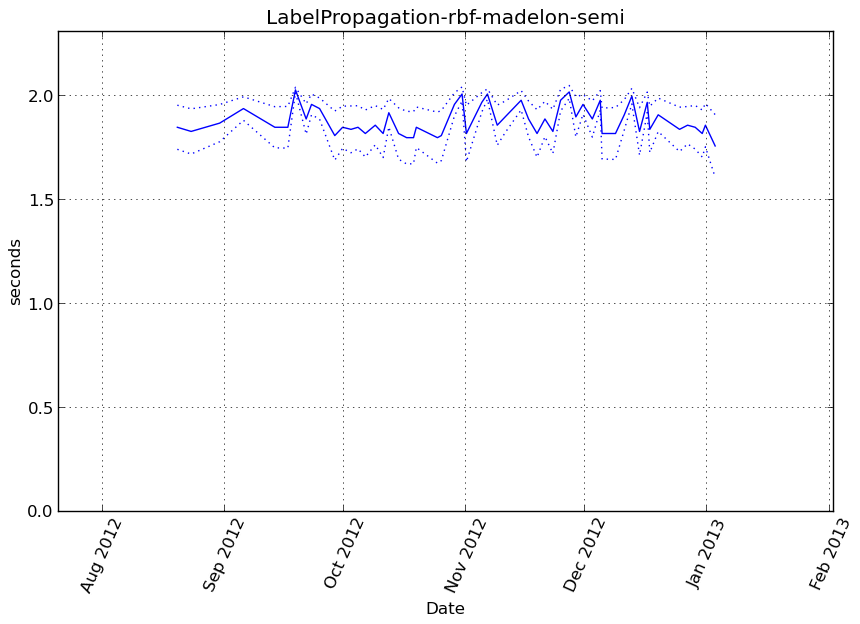 LabelPropagation-rbf-madelon-semi
2.0
1.5
1.0
0.5
0.0
seconds
Aug 2012
Sep 2012
Oct 2012
Nov 2012
Dec 2012
Jan 2013
Feb 2013
Date